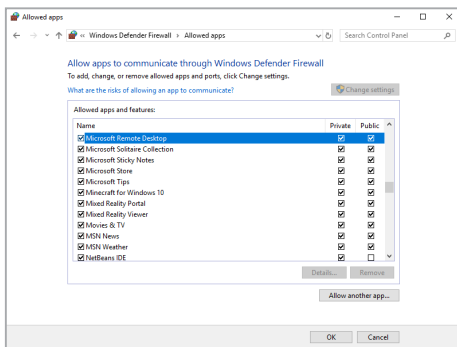 Allowed apps
« Windows Defender Firewall › Allowed apps
Search Control Panel
Allow apps to communicate through Windows Defender Firewall
To add, change, or remove allowed apps and ports, click Change settings.
What are the risks of allowing an app to communicate?
Change settings
Allowed apps and features:
Name Private Public
Microsoft Remote Desktop
Microsoft Solitaire Collection
Microsoft Sticky Notes
Microsoft Store
Microsoft Tips
Minecraft for Windows 10
Mixed Reality Portal
Mixed Reality Viewer
Movies & TV
MSN News
MSN Weather
NetBeans IDE
Details... Remove
Allow another app...
OK Cancel